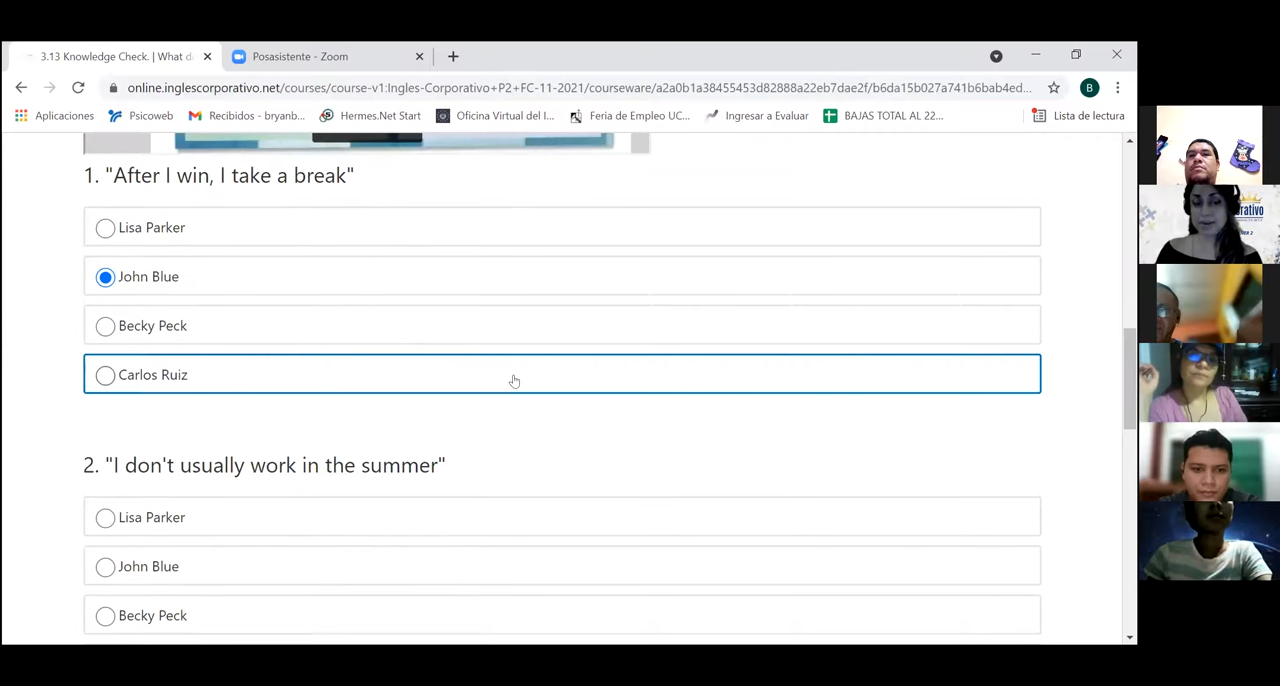 3.13 Knowledge Check. | What d
Posasistente - Zoom
online.inglescorporativo.net/courses/course-v1:Ingles-Corporativo+P2+FC-11-2021/courseware/a2a0b1a38455453d82888a22eb7dae2f/b6da15b027a741b6bab4ed...
B
Aplicaciones
Psicoweb
Recibidos - bryanb...
Hermes.Net Start
Oficina Virtual del I...
Feria de Empleo UC...
Ingresar a Evaluar
BAJAS TOTAL AL 22...
Lista de lectura
1. "After I win, I take a break"
Lisa Parker
John Blue
Becky Peck
Carlos Ruiz
2. "I don't usually work in the summer"
Lisa Parker
John Blue
Becky Peck